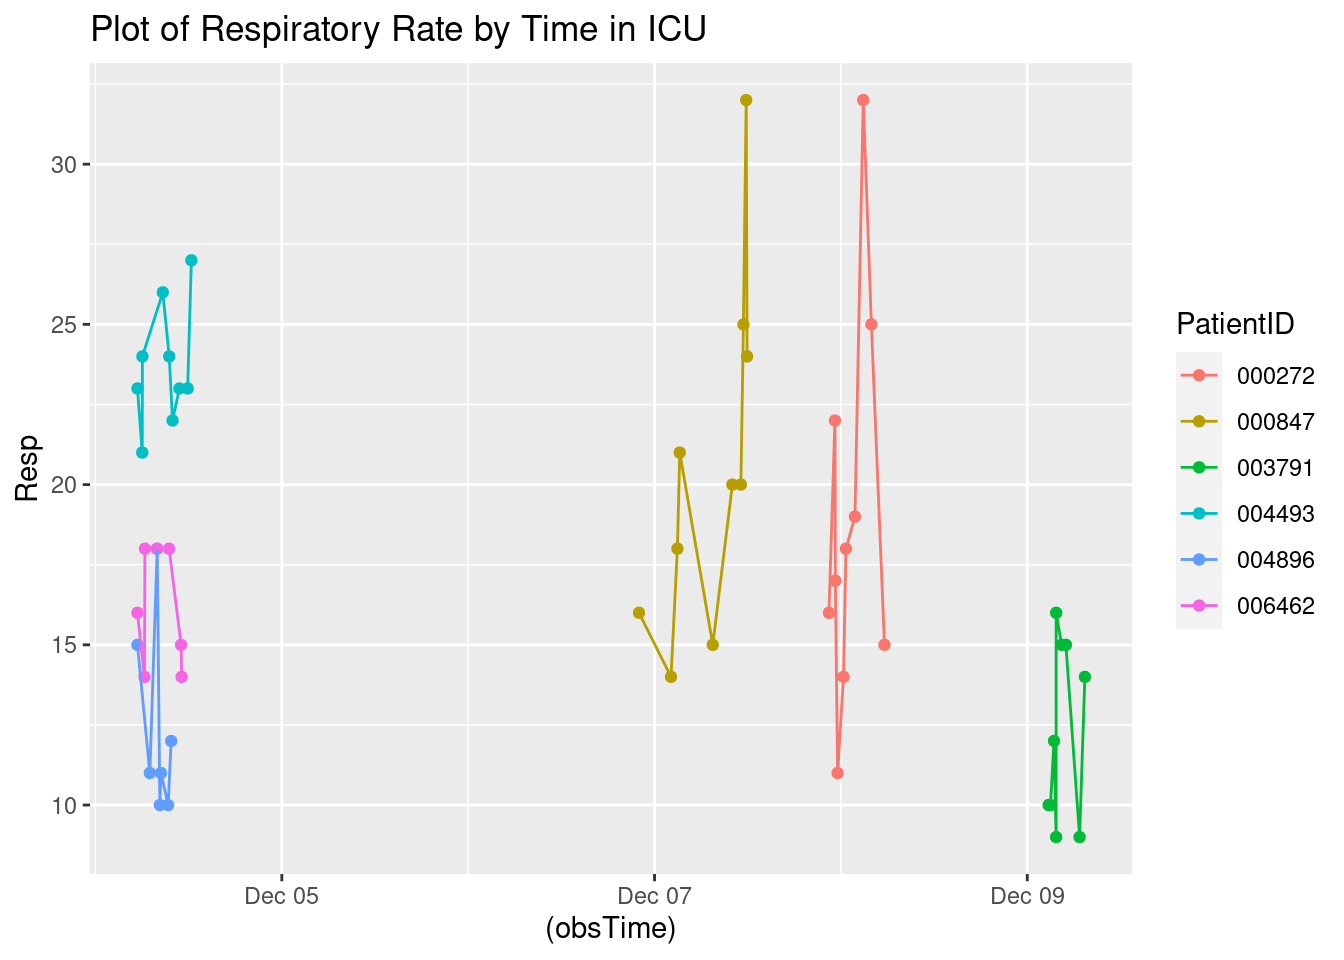 Plot of Respiratory Rate by Time in ICU
Resp
30
25
20
15
10
Dec 05 Dec 07 Dec 09
(obsTime)
PatientID
000272
000847
003791
004493
004896
006462